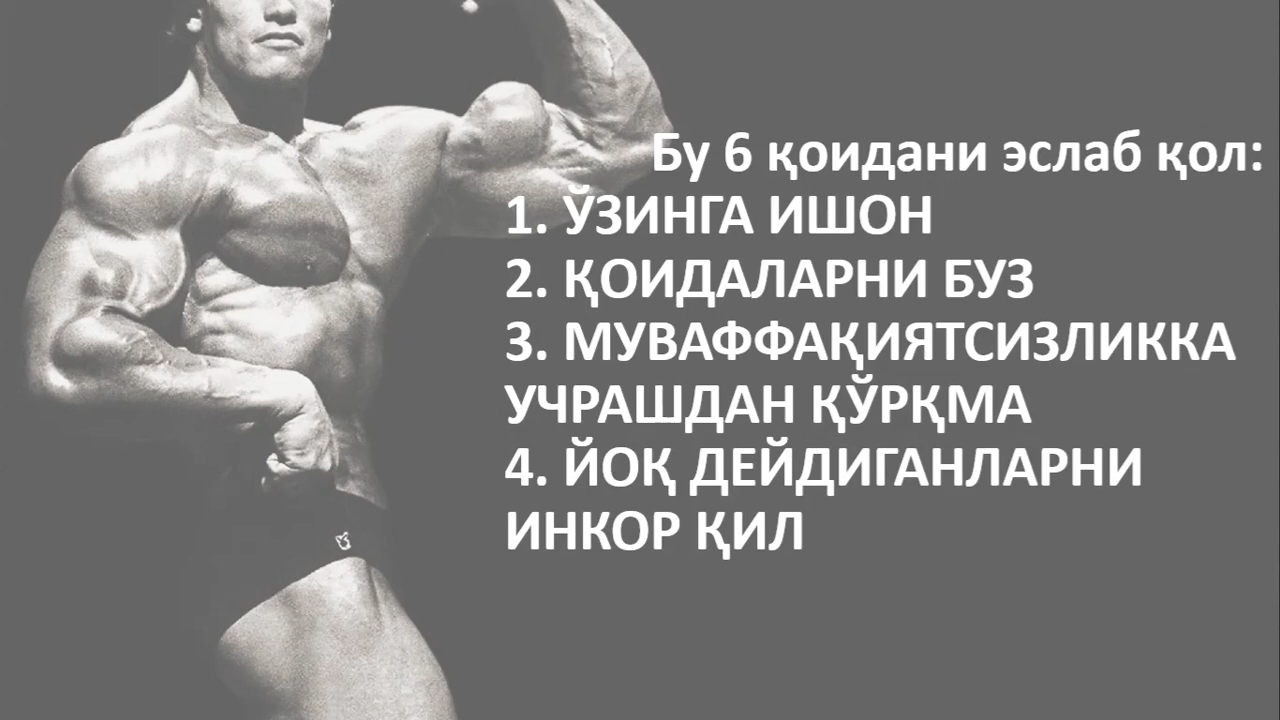 Бу 6 қоидани эслаб қол:
1. ЎЗИНГА ИШОН
2. ҚОИДАЛАРНИ БУЗ
3. МУВАФФАҚИЯТСИЗЛИККА
УЧРАШДАН ҚЎРҚМА
4. ЙОҚ ДЕЙДИГАНЛАРНИ
ИНКОР ҚИЛ